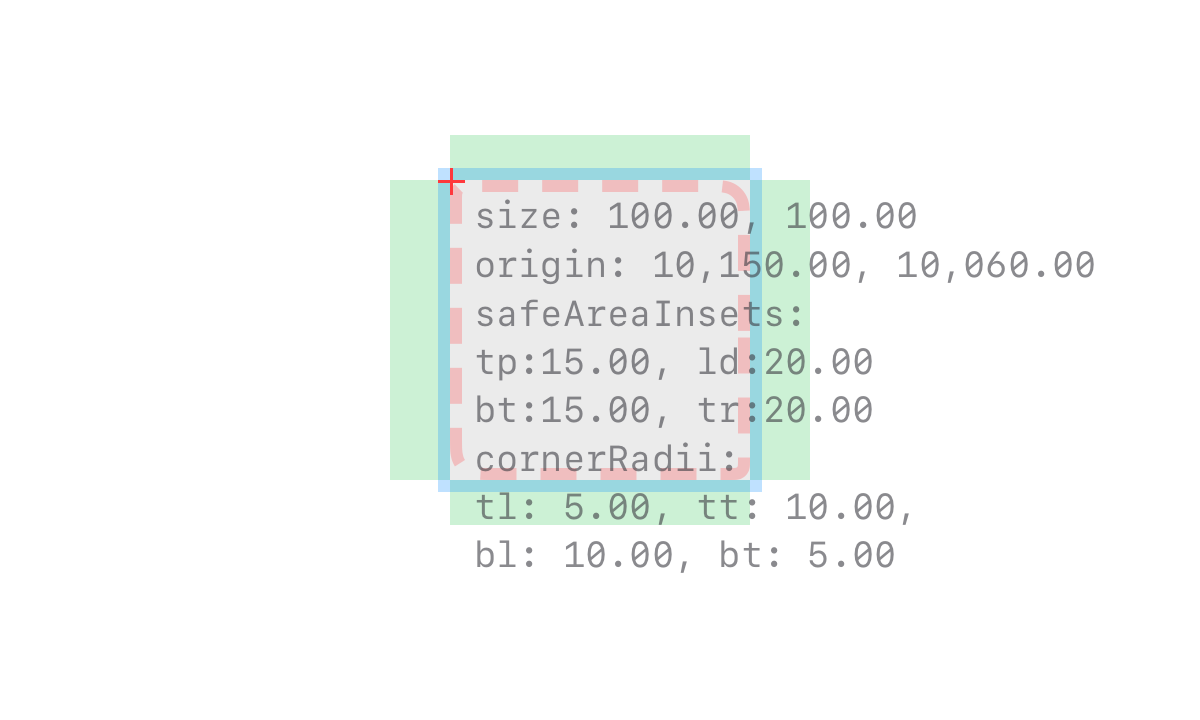 size: 100.00, 100.00
origin: 10,150.00, 10,060.00
safeAreaInsets:
tp:15.00, ld:20.00
bt:15.00, tr:20.00
cornerRadii:
tl: 5.00, tt: 10.00,
bl: 10.00, bt: 5.00